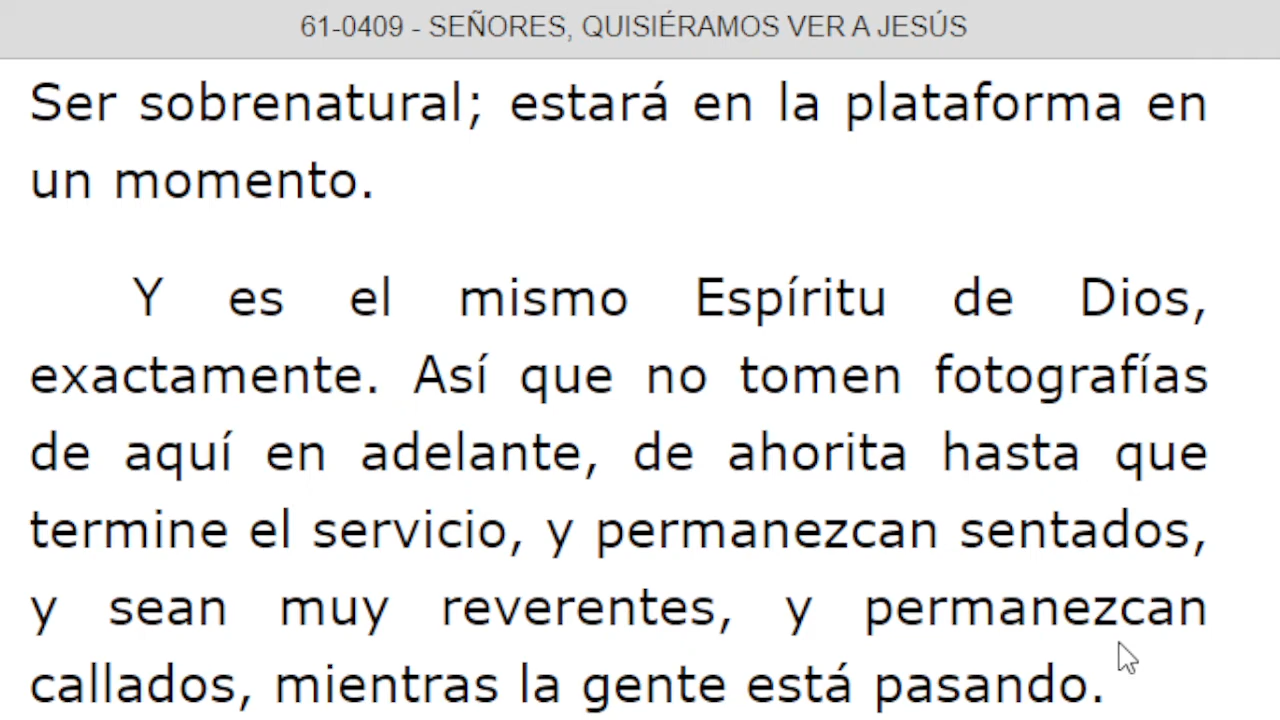 61-0409 - SEÑORES, QUISIÉRAMOS VER A JESÚS
Ser sobrenatural; estará en la plataforma en
un momento.
Y es el mismo Espíritu de Dios,
exactamente. Así que no tomen fotografías
de aquí en adelante, de ahorita hasta que
termine el servicio, y permanezcan sentados,
y sean muy reverentes, y permanezcan
callados, mientras la gente está pasando.